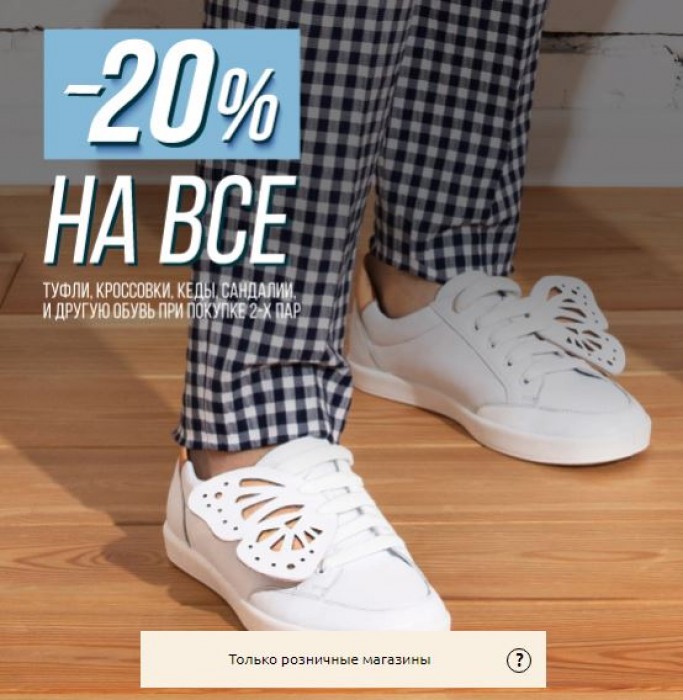 -20%
НА ВСЕ
ТУФЛИ, КРОССОВКИ, КЕДЫ, САНДАЛИИ,
И ДРУГУЮ ОБУВЬ ПРИ ПОКУПКЕ 2-Х ПАР
Только розничные магазины ?